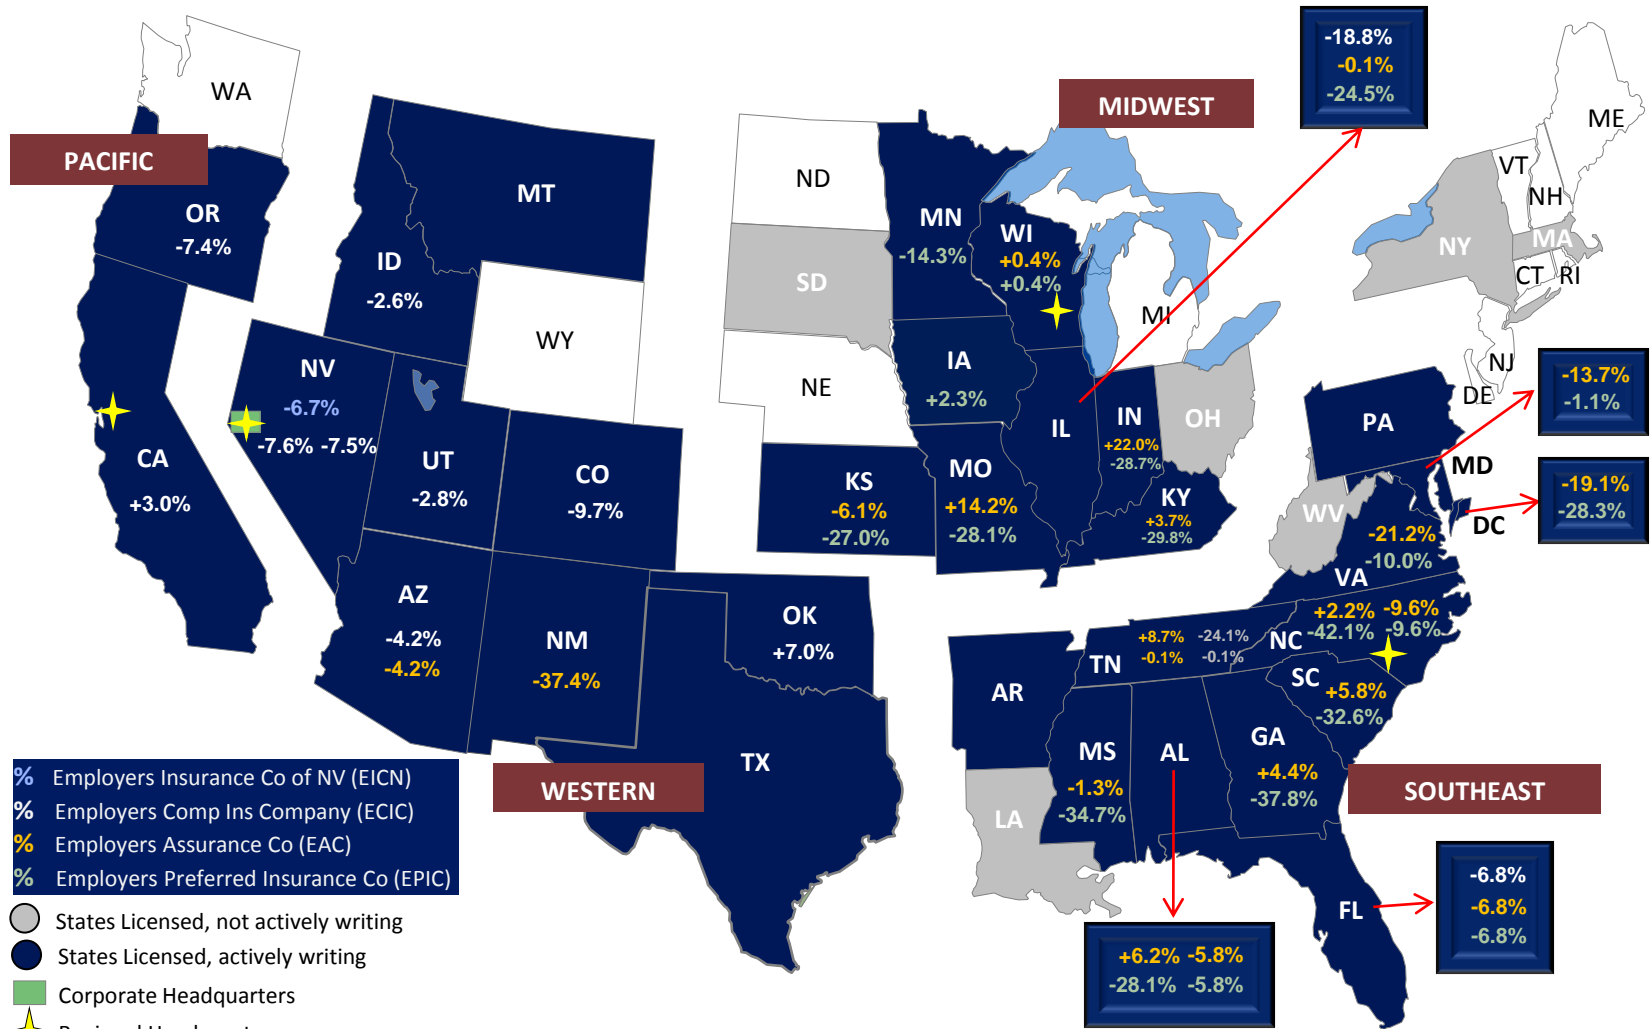 -18.8%
-0.1%
-24.5%
WA
MIDWEST
ME
PACIFIC
VT
ND
MT
NH
OR
-7.4%
MN
-14.3%
WI
+0.4%
+0.4%
NY
MA
ID
-2.6%
SD
CT
RI
MI
WY
NV
-6.7%
-7.6% -7.5%
IA
+2.3%
NE
NJ
DE
-13.7%
-1.1%
OH
IN
+22.0%
-28.7%
IL
PA
CA
+3.0%
UT
-2.8%
CO
-9.7%
KS
-6.1%
-27.0%
MO
+14.2%
-28.1%
KY
+3.7%
-29.8%
MD
-19.1%
-28.3%
WV
DC
-21.2%
-10.0%
VA
AZ
-4.2%
-4.2%
NM
-37.4%
OK
+7.0%
+2.2% -9.6%
-42.1% -9.6%
NC
TN
+8.7% -24.1%
-0.1% -0.1%
SC
+5.8%
-32.6%
AR
TX
MS
-1.3%
-34.7%
AL
GA
+4.4%
-37.8%
WESTERN
SOUTHEAST
LA
% Employers Insurance Co of NV (EICN)
% Employers Comp Ins Company (ECIC)
% Employers Assurance Co (EAC)
% Employers Preferred Insurance Co (EPIC)
States Licensed, not actively writing
States Licensed, actively writing
Corporate Headquarters
FL
-6.8%
-6.8%
-6.8%
+6.2% -5.8%
-28.1% -5.8%